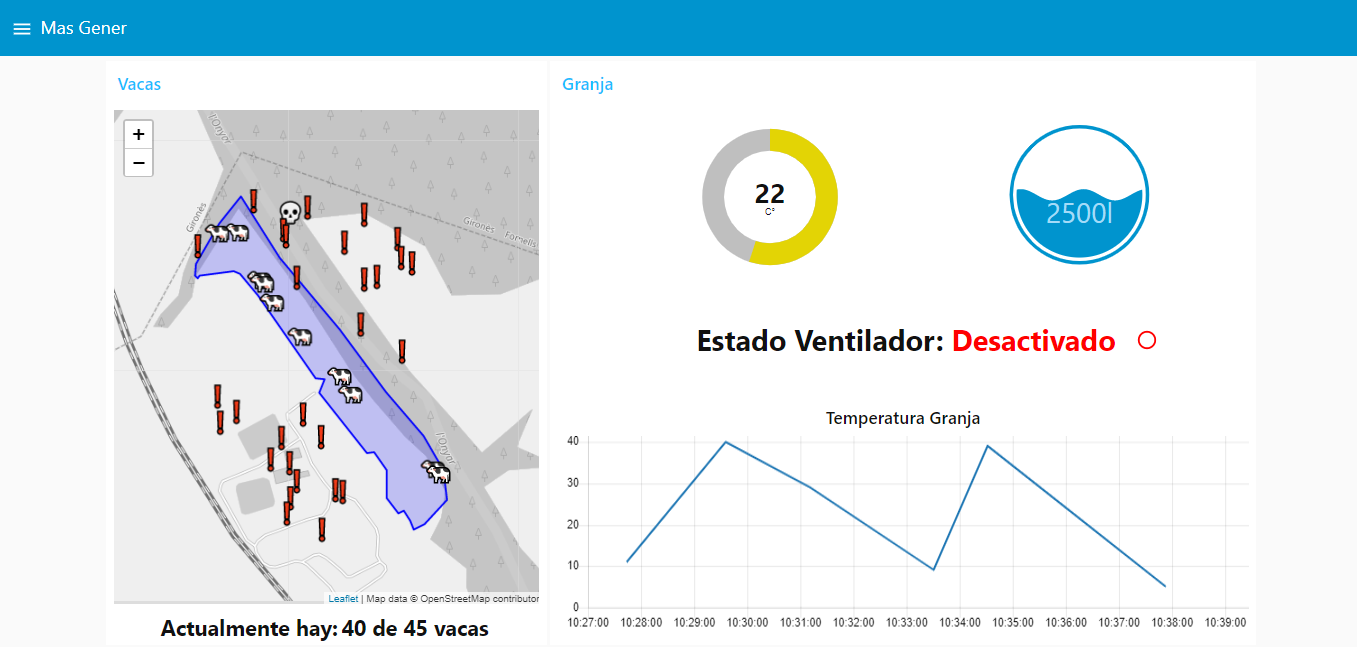 Mas Gener
Vacas
+
−
l'Onyar
Gironès
Gironès
Fornells
l'Onyar
Leaflet | Map data © OpenStreetMap contributor
Actualmente hay: 40 de 45 vacas
Granja
22
C°
2500l
Estado Ventilador: Desactivado
Temperatura Granja
40
30
20
10
0
10:27:00 10:28:00 10:29:00 10:30:00 10:31:00 10:32:00 10:33:00 10:34:00 10:35:00 10:36:00 10:37:00 10:38:00 10:39:00